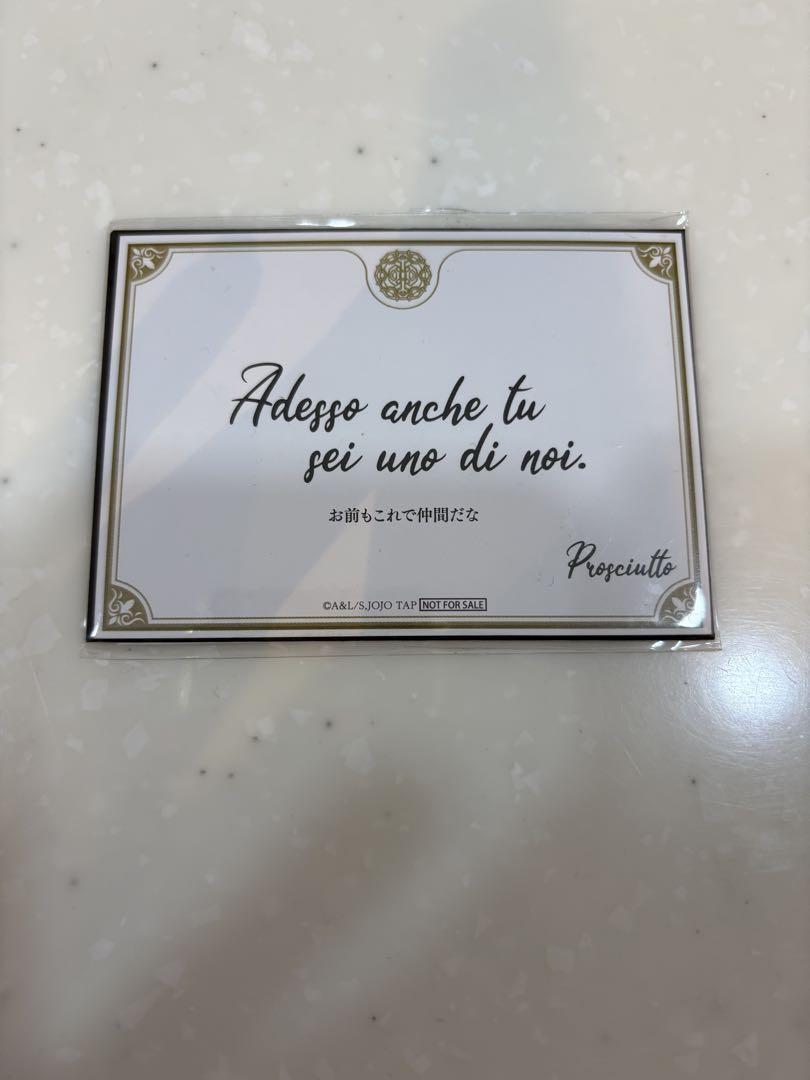 Adesso anche tu
sei uno di noi.
お前もこれで仲間だな
Prosciutto
©A&L/S,JOJO TAP NOT FOR SALE